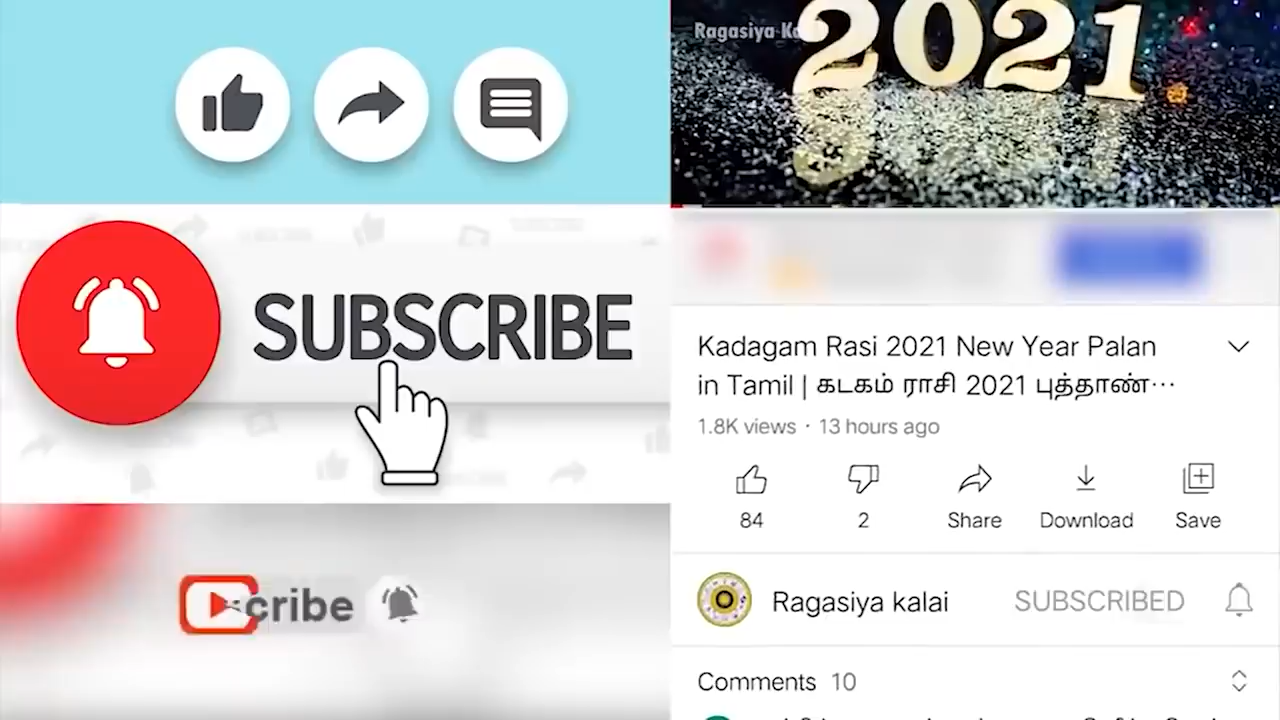 SUBSCRIBE
cribe
Ragasiya Ka
2021
Kadagam Rasi 2021 New Year Palan
in Tamil | கடகம் ராசி 2021 புத்தாண்···
1.8K views · 13 hours ago
84
2
Share
Download
Save
Ragasiya kalai
SUBSCRIBED
Comments 10